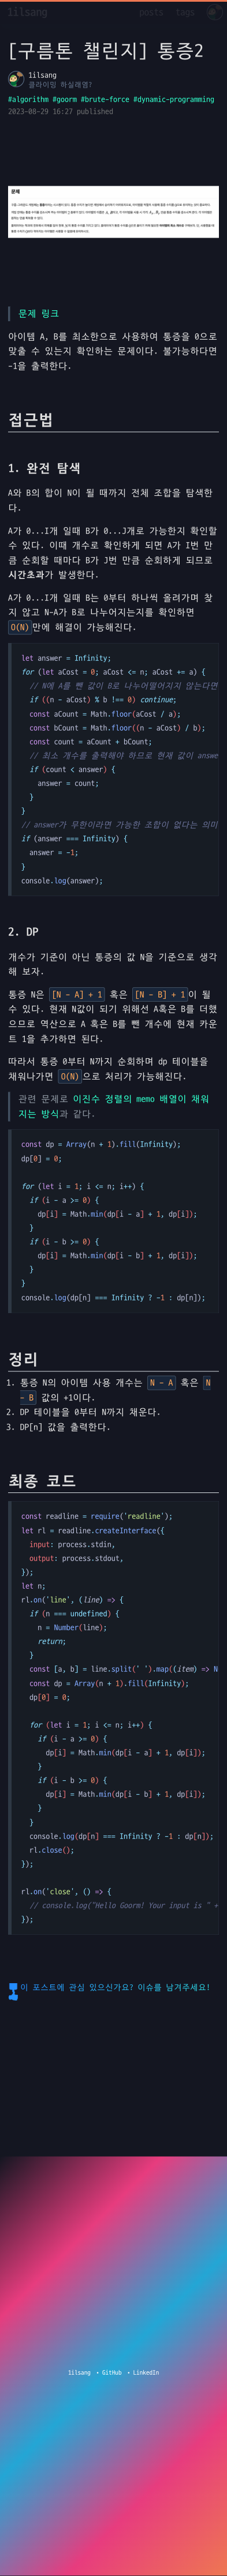 1ilsang posts tags
[구름톤 챌린지] 통증2
1ilsang
클라이밍 하실래염?
#algorithm #goorm #brute-force #dynamic-programming
2023-08-29 16:27 published
문제
문제 링크
아이템 A, B를 최소한으로 사용하여 통증을 0으로
맞출 수 있는지 확인하는 문제이다. 불가능하다면
-1을 출력한다.
접근법
1. 완전 탐색
A와 B의 합이 N이 될 때까지 전체 조합을 탐색한
다.
A가 0...I개 일때 B가 0...J개로 가능한지 확인할
수 있다. 이때 개수로 확인하게 되면 A가 I번 만
큼 순회할 때마다 B가 J번 만큼 순회하게 되므로
시간초과가 발생한다.
A가 0...I개 일때 B는 0부터 하나씩 올려가며 찾
지 않고 N-A가 B로 나누어지는지를 확인하면
O(N)만에 해결이 가능해진다.
let answer = Infinity;
for (let aCost = 0; aCost <= n; aCost += a) {
// N에 A를 뺀 값이 B로 나누어떨어지지 않는다면
if ((n - aCost) % b !== 0) continue;
const aCount = Math.floor(aCost / a);
const bCount = Math.floor((n - aCost) / b);
const count = aCount + bCount;
// 최소 개수를 출력해야 하므로 현재 값이 answe
if (count < answer) {
answer = count;
}
}
// answer가 무한이라면 가능한 조합이 없다는 의미
if (answer === Infinity) {
answer = -1;
}
console.log(answer);
2. DP
개수가 기준이 아닌 통증의 값 N을 기준으로 생각
해 보자.
통증 N은 [N - A] + 1 혹은 [N - B] + 1이 될
수 있다. 현재 N값이 되기 위해선 A혹은 B를 더했
으므로 역산으로 A 혹은 B를 뺀 개수에 현재 카운
트 1을 추가하면 된다.
따라서 통증 0부터 N까지 순회하며 dp 테이블을
채워나가면 O(N)으로 처리가 가능해진다.
관련 문제로 이진수 정렬의 memo 배열이 채워
지는 방식과 같다.
const dp = Array(n + 1).fill(Infinity);
dp[0] = 0;
for (let i = 1; i <= n; i++) {
if (i - a >= 0) {
dp[i] = Math.min(dp[i - a] + 1, dp[i]);
}
if (i - b >= 0) {
dp[i] = Math.min(dp[i - b] + 1, dp[i]);
}
}
console.log(dp[n] === Infinity ? -1 : dp[n]);
정리
1. 통증 N의 아이템 사용 개수는 N - A 혹은 N
- B 값의 +1이다.
2. DP 테이블을 0부터 N까지 채운다.
3. DP[n] 값을 출력한다.
최종 코드
const readline = require('readline');
let rl = readline.createInterface({
input: process.stdin,
output: process.stdout,
});
let n;
rl.on('line', (line) => {
if (n === undefined) {
n = Number(line);
return;
}
const [a, b] = line.split(' ').map((item) => N
const dp = Array(n + 1).fill(Infinity);
dp[0] = 0;
for (let i = 1; i <= n; i++) {
if (i - a >= 0) {
dp[i] = Math.min(dp[i - a] + 1, dp[i]);
}
if (i - b >= 0) {
dp[i] = Math.min(dp[i - b] + 1, dp[i]);
}
}
console.log(dp[n] === Infinity ? -1 : dp[n]);
rl.close();
});
rl.on('close', () => {
// console.log("Hello Goorm! Your input is " +
});
이 포스트에 관심 있으신가요? 이슈를 남겨주세요!
1ilsang • GitHub • LinkedIn